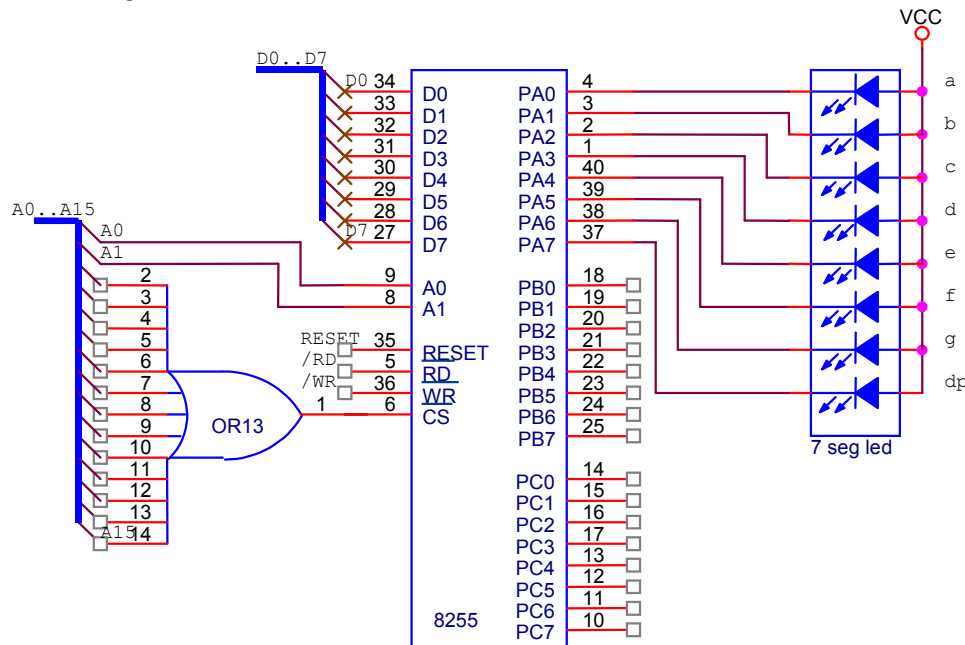 VCC
D0..D7
D0 34 D0 PA0 4 a
33 D1 PA1 3 b
32 D2 PA2 2 c
31 D3 PA3 1 d
30 D4 PA4 40 e
29 D5 PA5 39 f
28 D6 PA6 38 g
D7 27 D7 PA7 37 dp
7 seg led
A0..A15
A0 9 A0 PB0 18
A1 8 A1 PB1 19
PB2 20
RESET 35 RESET PB3 21
/RD 5 RD PB4 22
/WR 36 WR PB5 23
1 6 CS PB6 24
PB7 25
2
3
4
5
6
7
8
9
10
11
12
13
A15 14
OR13
PC0 14
PC1 15
PC2 16
PC3 17
PC4 13
PC5 12
PC6 11
PC7 10
8255